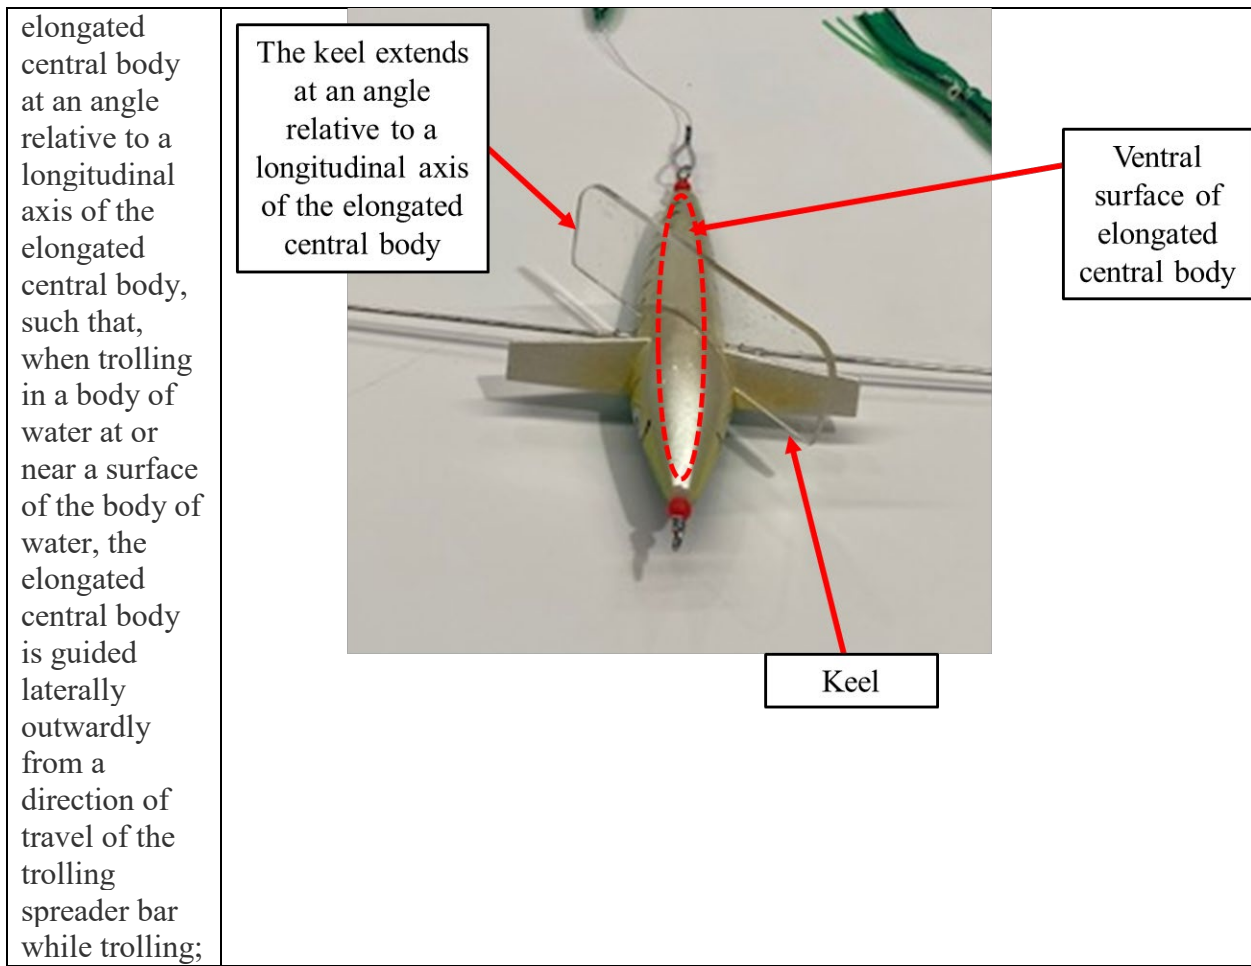 elongated
central body
at an angle
relative to a
longitudinal
axis of the
elongated
central body,
such that,
when trolling
in a body of
water at or
near a surface
of the body of
water, the
elongated
central body
is guided
laterally
outwardly
from a
direction of
travel of the
trolling
spreader bar
while trolling;
The keel extends
at an angle
relative to a
longitudinal axis
of the elongated
central body
Ventral
surface of
elongated
central body
Keel